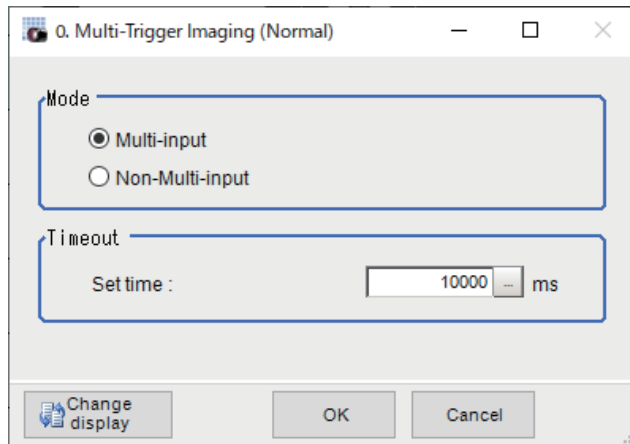 0. Multi-Trigger Imaging (Normal)
Mode
Multi-input
Non-Multi-input
Timeout
Set time :
10000 ... ms
Change
display
OK
Cancel